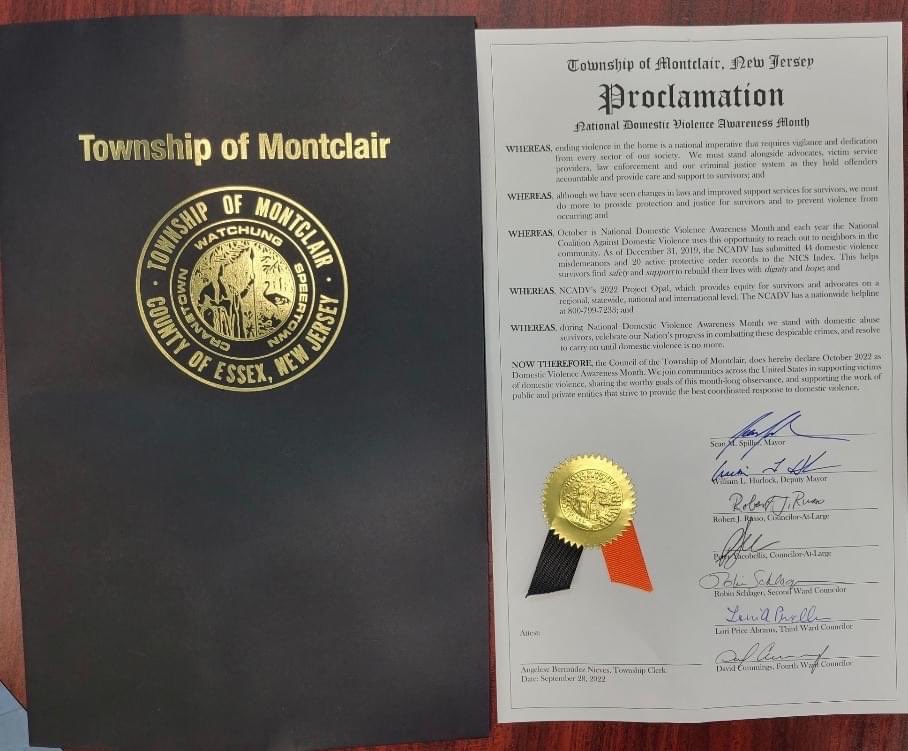 Township of Montclair
TOWNSHIP OF MONTCLAIR
COUNTY OF ESSEX, NEW JERSEY
WATCHUNG
CRANETOWN
SPEERTOWN
Township of Montclair, New Jersey
Proclamation
National Domestic Violence Awareness Month
WHEREAS, ending violence in the home is a national imperative that requires vigilance and dedication
from every sector of our society. We must stand alongside advocates, victim service
providers, law enforcement and our criminal justice system as they hold offenders
accountable and provide care and support to survivors; and
WHEREAS, although we have seen changes in laws and improved support services for survivors, we must
do more to provide protection and justice for survivors and to prevent violence from
occurring; and
WHEREAS, October is National Domestic Violence Awareness Month and each year the National
Coalition Against Domestic Violence uses this opportunity to reach out to neighbors in the
community. As of December 31, 2019, the NCADV has submitted 44 domestic violence
misdemeanors and 20 active protective order records to the NICS Index. This helps
survivors find safety and support to rebuild their lives with dignity and hope; and
WHEREAS, NCADV's 2022 Project Opal, which provides equity for survivors and advocates on a
regional, statewide, national and international level. The NCADV has a nationwide helpline
at 800-799-7233; and
WHEREAS, during National Domestic Violence Awareness Month we stand with domestic abuse
survivors, celebrate our Nation's progress in combatting these despicable crimes, and resolve
to carry on until domestic violence is no more.
NOW THEREFORE, the Council of the Township of Montclair, does hereby declare October 2022 as
Domestic Violence Awareness Month. We join communities across the United States in supporting victims
of domestic violence, sharing the worthy goals of this month-long observance, and supporting the work of
public and private entities that strive to provide the best coordinated response to domestic violence.
Sean M. Spiller, Mayor
William L. Hurlock, Deputy Mayor
Robert J. Russo
Robert J. Russo, Councilor-At-Large
Peter Yacobellis, Councilor-At-Large
Robin Schlager
Robin Schlager, Second Ward Councilor
Lori Price Abrams, Third Ward Councilor
David Cummings, Fourth Ward Councilor
Attest:
Angelese Bermúdez Nieves, Township Clerk
Date: September 28, 2022